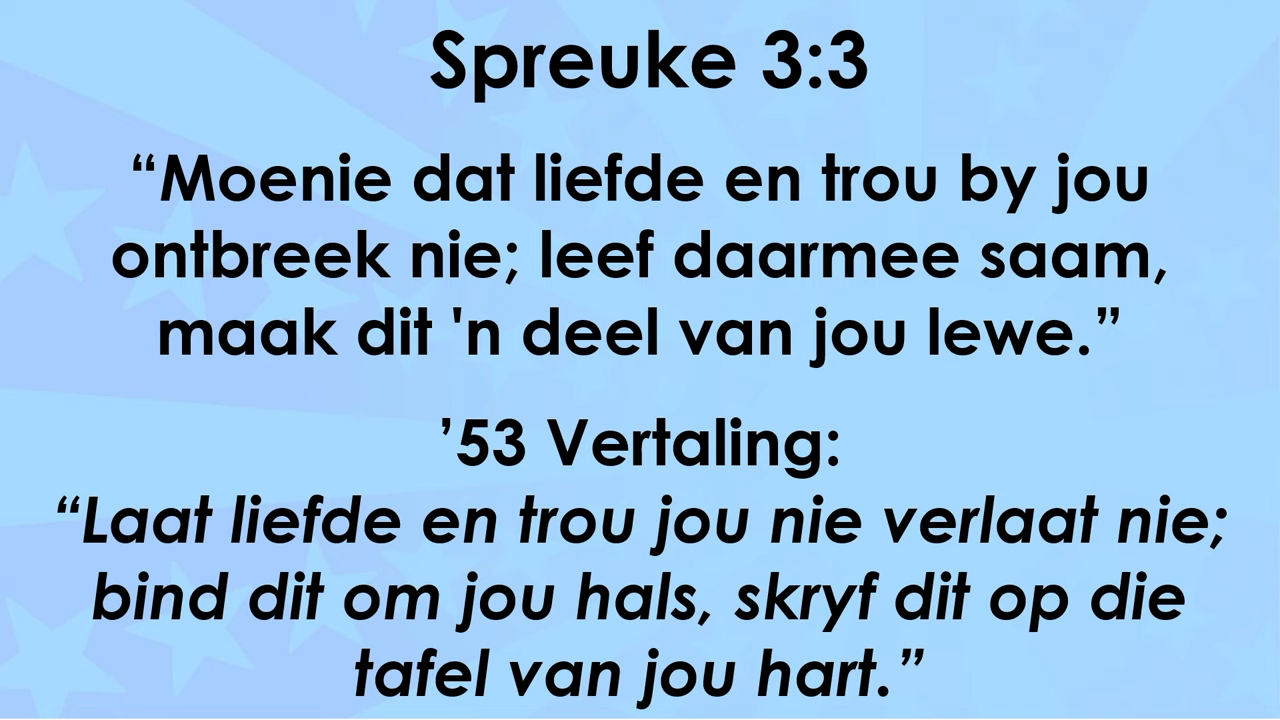 Spreuke 3:3
“Moenie dat liefde en trou by jou
ontbreek nie; leef daarmee saam,
maak dit 'n deel van jou lewe.”
’53 Vertaling:
“Laat liefde en trou jou nie verlaat nie;
bind dit om jou hals, skryf dit op die
tafel van jou hart.”